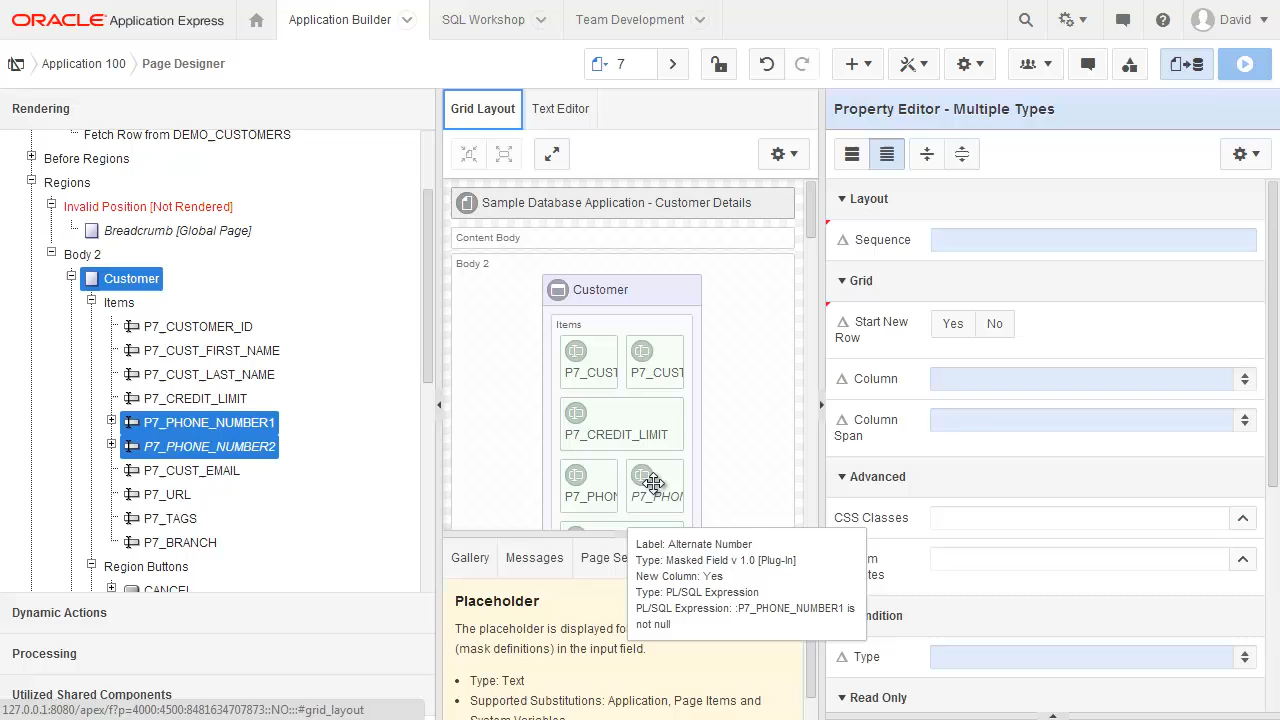 ORACLE Application Express
Application Builder
SQL Workshop
Team Development
David
Application 100
Page Designer
7
Rendering
Fetch Row from DEMO_CUSTOMERS
Before Regions
Regions
Invalid Position [Not Rendered]
Breadcrumb [Global Page]
Body 2
Customer
Items
P7_CUSTOMER_ID
P7_CUST_FIRST_NAME
P7_CUST_LAST_NAME
P7_CREDIT_LIMIT
P7_PHONE_NUMBER1
P7_PHONE_NUMBER2
P7_CUST_EMAIL
P7_URL
P7_TAGS
P7_BRANCH
Region Buttons
CANCEL
Dynamic Actions
Processing
Utilized Shared Components
127.0.0.1:8080/apex/f?p=4000:4500:8481634707873::NO:::#grid_layout
Grid Layout
Text Editor
Sample Database Application - Customer Details
Content Body
Body 2
Customer
Items
P7_CUST
P7_CUST
P7_CREDIT_LIMIT
P7_PHON
P7_PHON
Gallery
Messages
Page Se
Label: Alternate Number
Type: Masked Field v 1.0 [Plug-In]
New Column: Yes
Type: PL/SQL Expression
PL/SQL Expression: :P7_PHONE_NUMBER1 is
not null
Placeholder
The placeholder is displayed fo
(mask definitions) in the input field.
Type: Text
Supported Substitutions: Application, Page Items and
System Variables
Property Editor - Multiple Types
Layout
Sequence
Grid
Start New
Row
Yes
No
Column
Column
Span
Advanced
CSS Classes
Type
Read Only